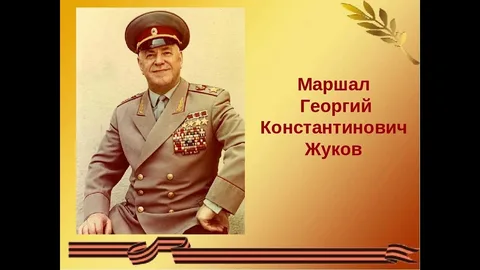 Маршал
Георгий
Константинович
Жуков